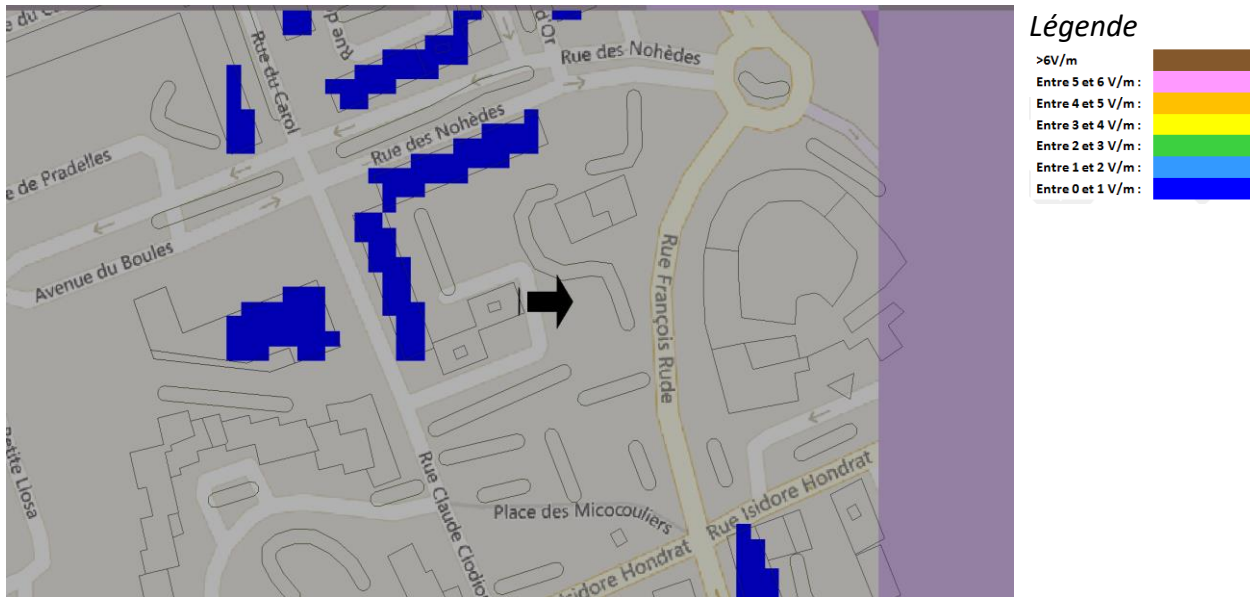 Rue du Carol
Rue d
d'Or
Rue des Nohèdes
Rue des Nohèdes
e de Pradelles
Avenue du Boules
Rue François Rude
Petite Llosa
Rue Claude Clodio
Place des Micocouliers
Rue Isidore Hondrat
Isidore Hondrat
Légende
>6V/m
Entre 5 et 6 V/m :
Entre 4 et 5 V/m :
Entre 3 et 4 V/m :
Entre 2 et 3 V/m :
Entre 1 et 2 V/m :
Entre 0 et 1 V/m :